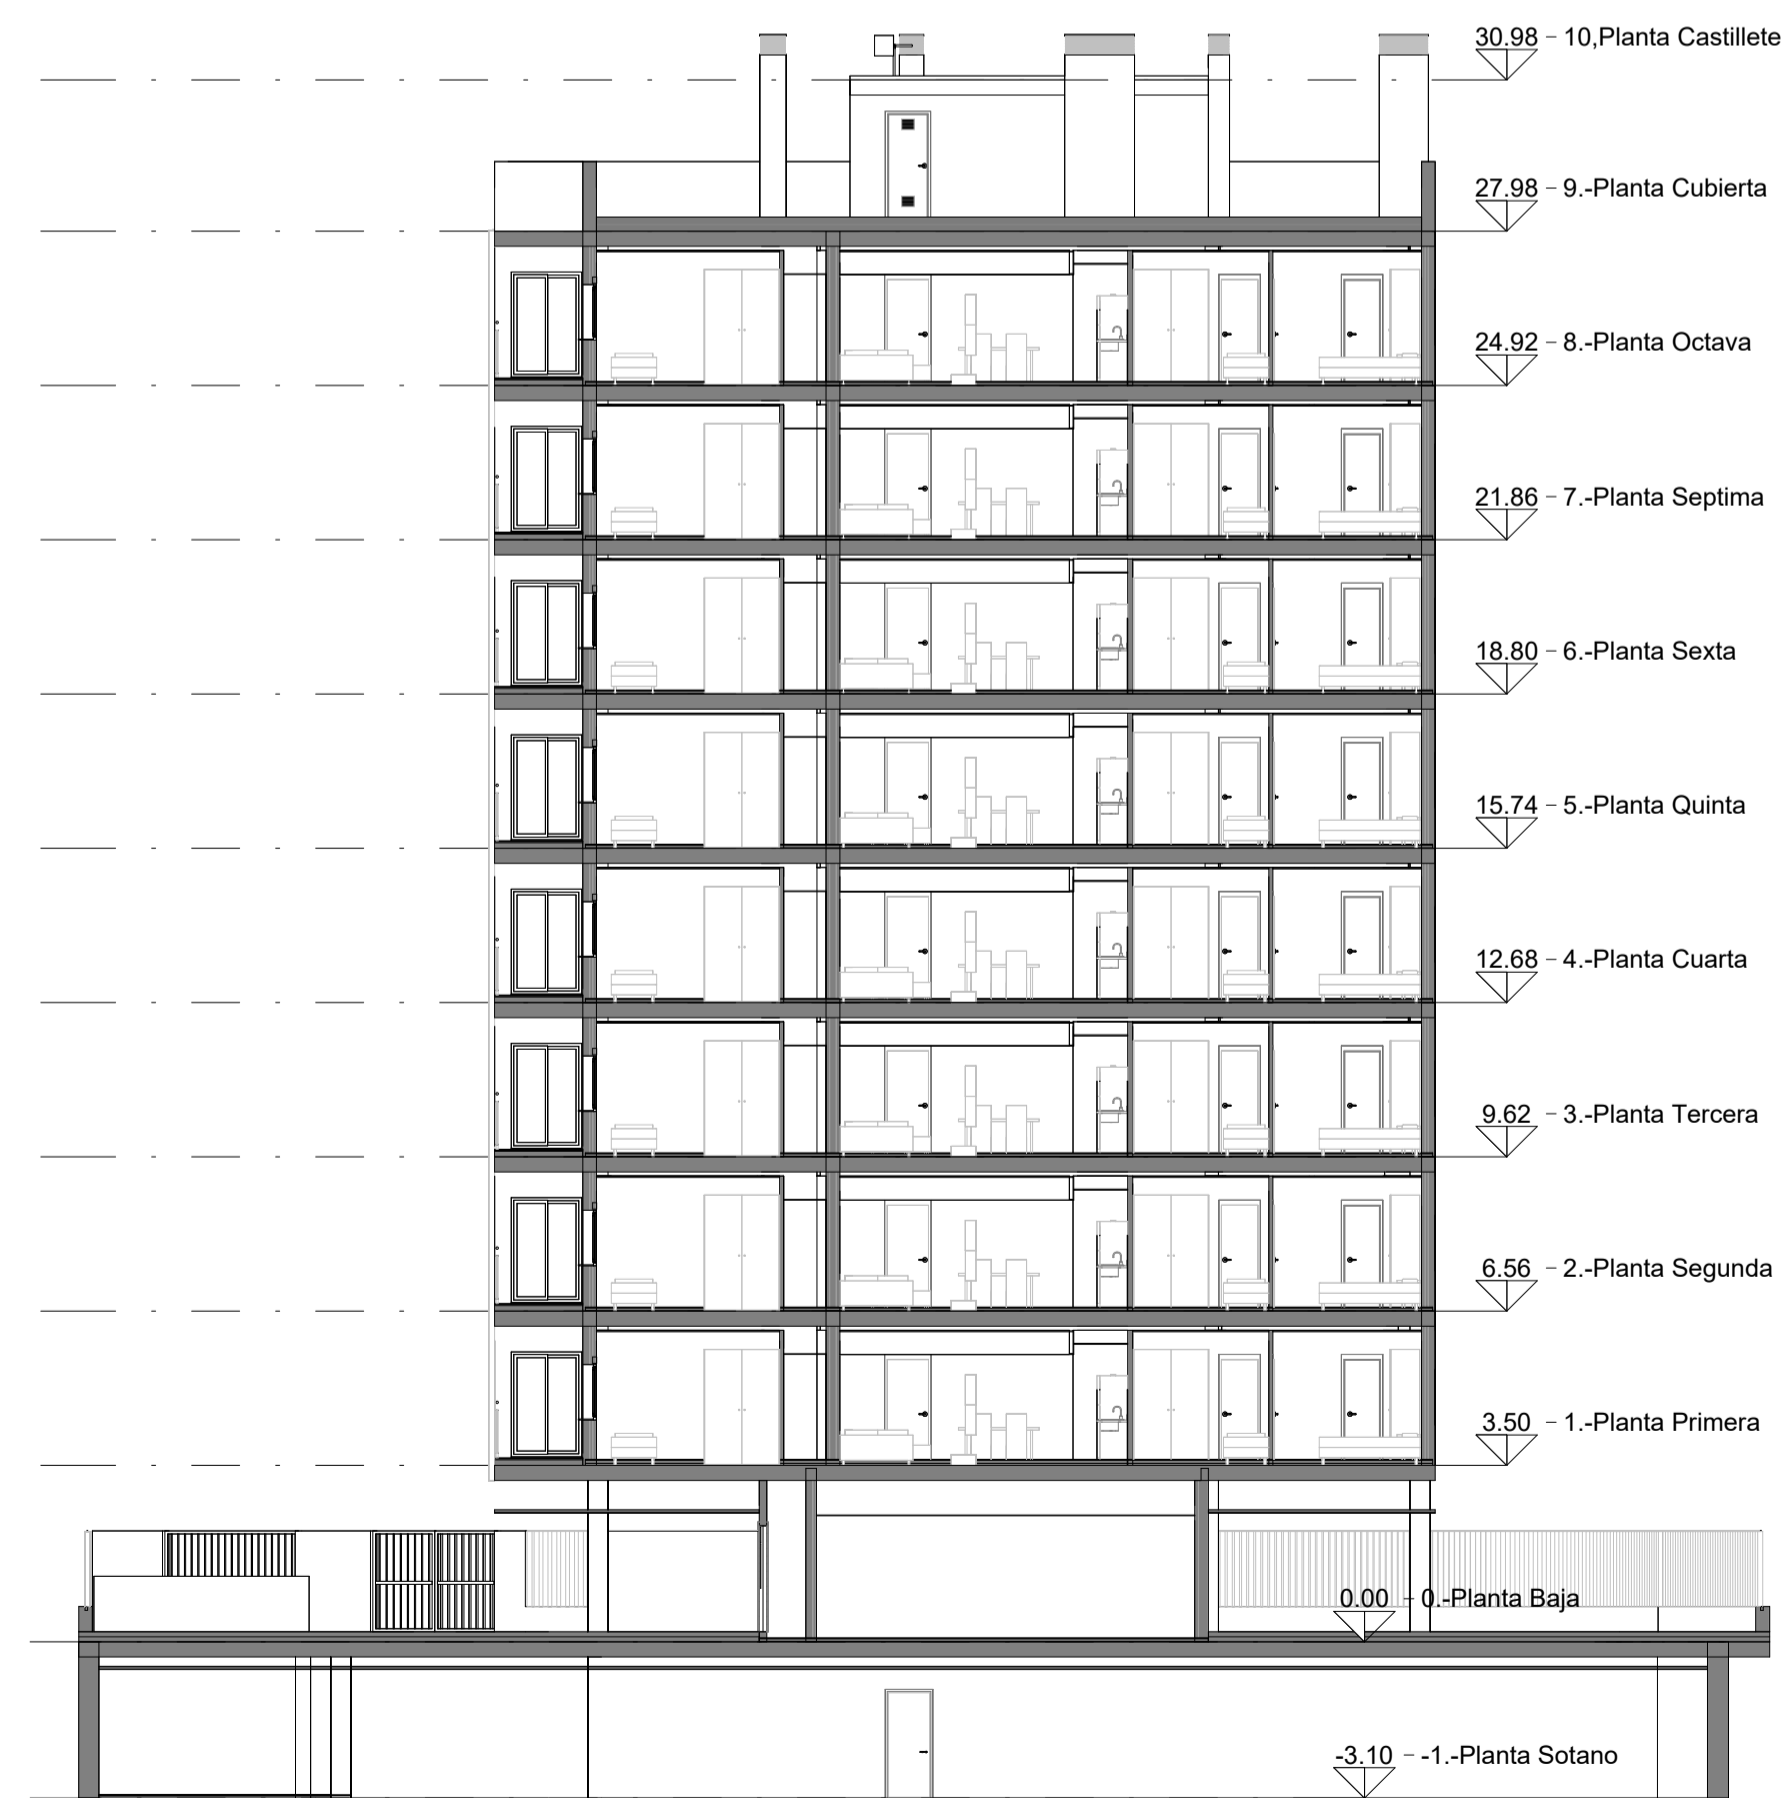 30.98 – 10,Planta Castillete
27.98 – 9.-Planta Cubierta
24.92 – 8.-Planta Octava
21.86 – 7.-Planta Septima
18.80 – 6.-Planta Sexta
15.74 – 5.-Planta Quinta
12.68 – 4.-Planta Cuarta
9.62 – 3.-Planta Tercera
6.56 – 2.-Planta Segunda
3.50 – 1.-Planta Primera
0.00 – 0.-Planta Baja
-3.10 – -1.-Planta Sotano